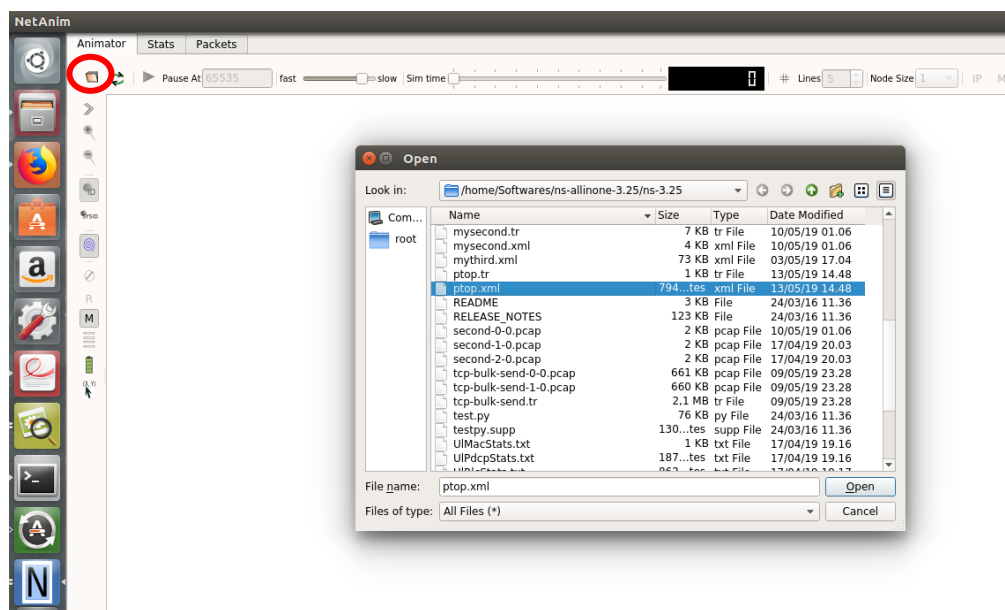 NetAnim
Animator Stats Packets
Pause At 65535 fast slow Sim time 0 # Lines 5 Node Size 1 IP M
Open
Look in: /home/Softwares/ns-allinone-3.25/ns-3.25
Com...
root
Name Size Type Date Modified
mysecond.tr 7 KB tr File 10/05/19 01.06
mysecond.xml 4 KB xml File 10/05/19 01.06
mythird.xml 73 KB xml File 03/05/19 17.04
ptop.tr 1 KB tr File 13/05/19 14.48
ptop.xml 794...tes xml File 13/05/19 14.48
README 3 KB File 24/03/16 11.36
RELEASE_NOTES 123 KB File 24/03/16 11.36
second-0-0.pcap 2 KB pcap File 10/05/19 01.06
second-1-0.pcap 2 KB pcap File 17/04/19 20.03
second-2-0.pcap 2 KB pcap File 17/04/19 20.03
tcp-bulk-send-0-0.pcap 661 KB pcap File 09/05/19 23.28
tcp-bulk-send-1-0.pcap 660 KB pcap File 09/05/19 23.28
tcp-bulk-send.tr 2,1 MB tr File 09/05/19 23.28
test.py 76 KB py File 24/03/16 11.36
testpy.supp 130...tes supp File 24/03/16 11.36
UlMacStats.txt 1 KB txt File 17/04/19 19.16
UlPdcpStats.txt 187...tes txt File 17/04/19 19.16
File name: ptop.xml Open
Files of type: All Files (*) Cancel
ID
SYSID
R
M
(X,Y)
a
>_
A
N